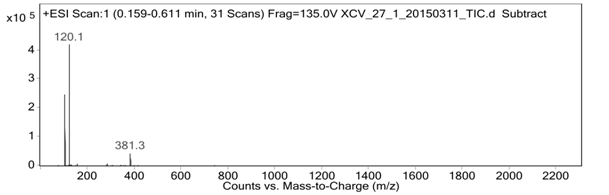 +ESI Scan:1 (0.159-0.611 min, 31 Scans) Frag=135.0V XCV_27_1_20150311_TIC.d Subtract
x10 5
120.1
4
3
2
381.3
1
0
200 400 600 800 1000 1200 1400 1600 1800 2000 2200
Counts vs. Mass-to-Charge (m/z)